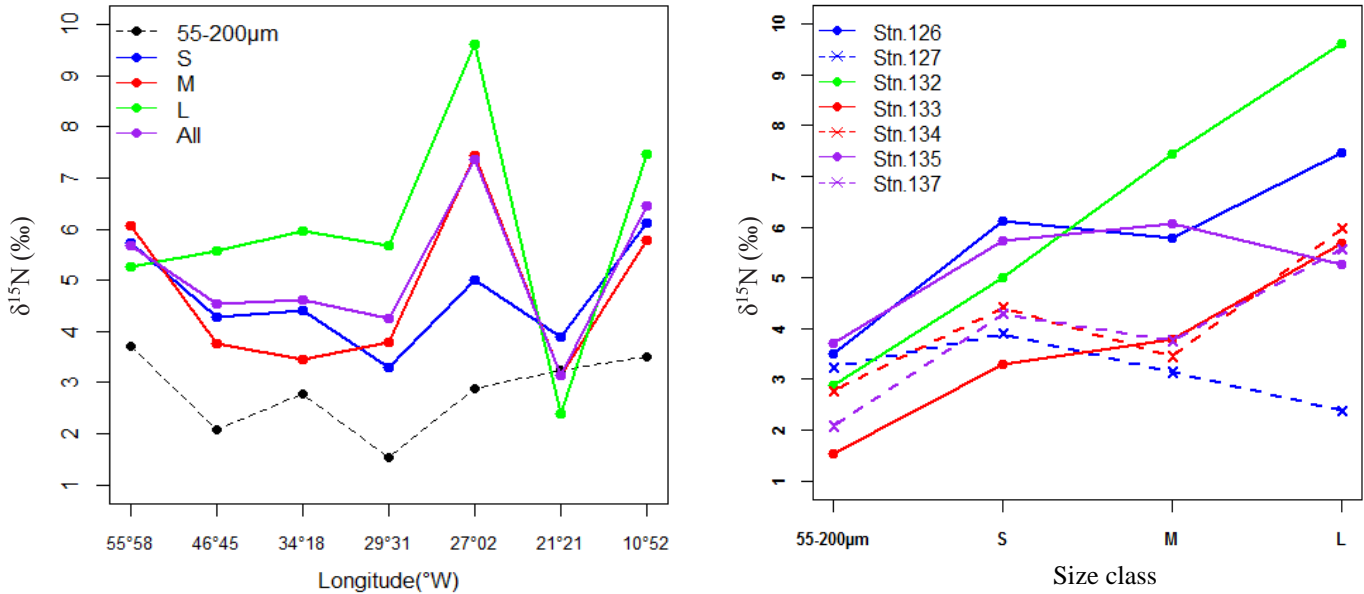 δ¹⁵N (‰)
10
9
8
7
6
5
4
3
2
1
55-200µm
S
M
L
All
55°58 46°45 34°18 29°31 27°02 21°21 10°52
Longitude(°W)
δ¹⁵N (‰)
10
9
8
7
6
5
4
3
2
1
Stn.126
Stn.127
Stn.132
Stn.133
Stn.134
Stn.135
Stn.137
55-200µm S M L
Size class